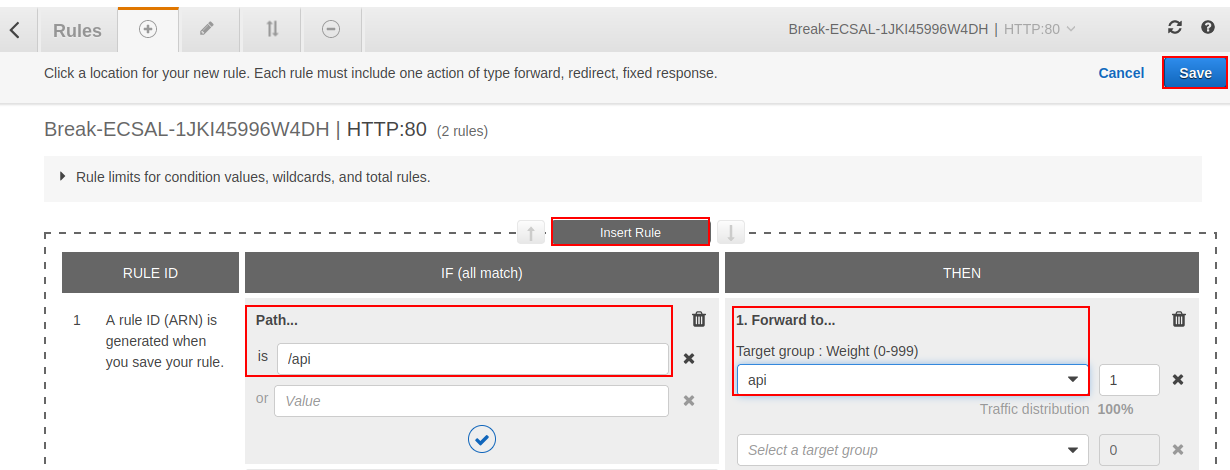 Rules
Break-ECSAL-1JKI45996W4DH | HTTP:80
Click a location for your new rule. Each rule must include one action of type forward, redirect, fixed response.
Cancel
Save
Break-ECSAL-1JKI45996W4DH | HTTP:80 (2 rules)
Rule limits for condition values, wildcards, and total rules.
Insert Rule
RULE ID
IF (all match)
THEN
1
A rule ID (ARN) is
generated when
you save your rule.
Path...
is /api
or Value
1. Forward to...
Target group : Weight (0-999)
api 1
Traffic distribution 100%
Select a target group 0